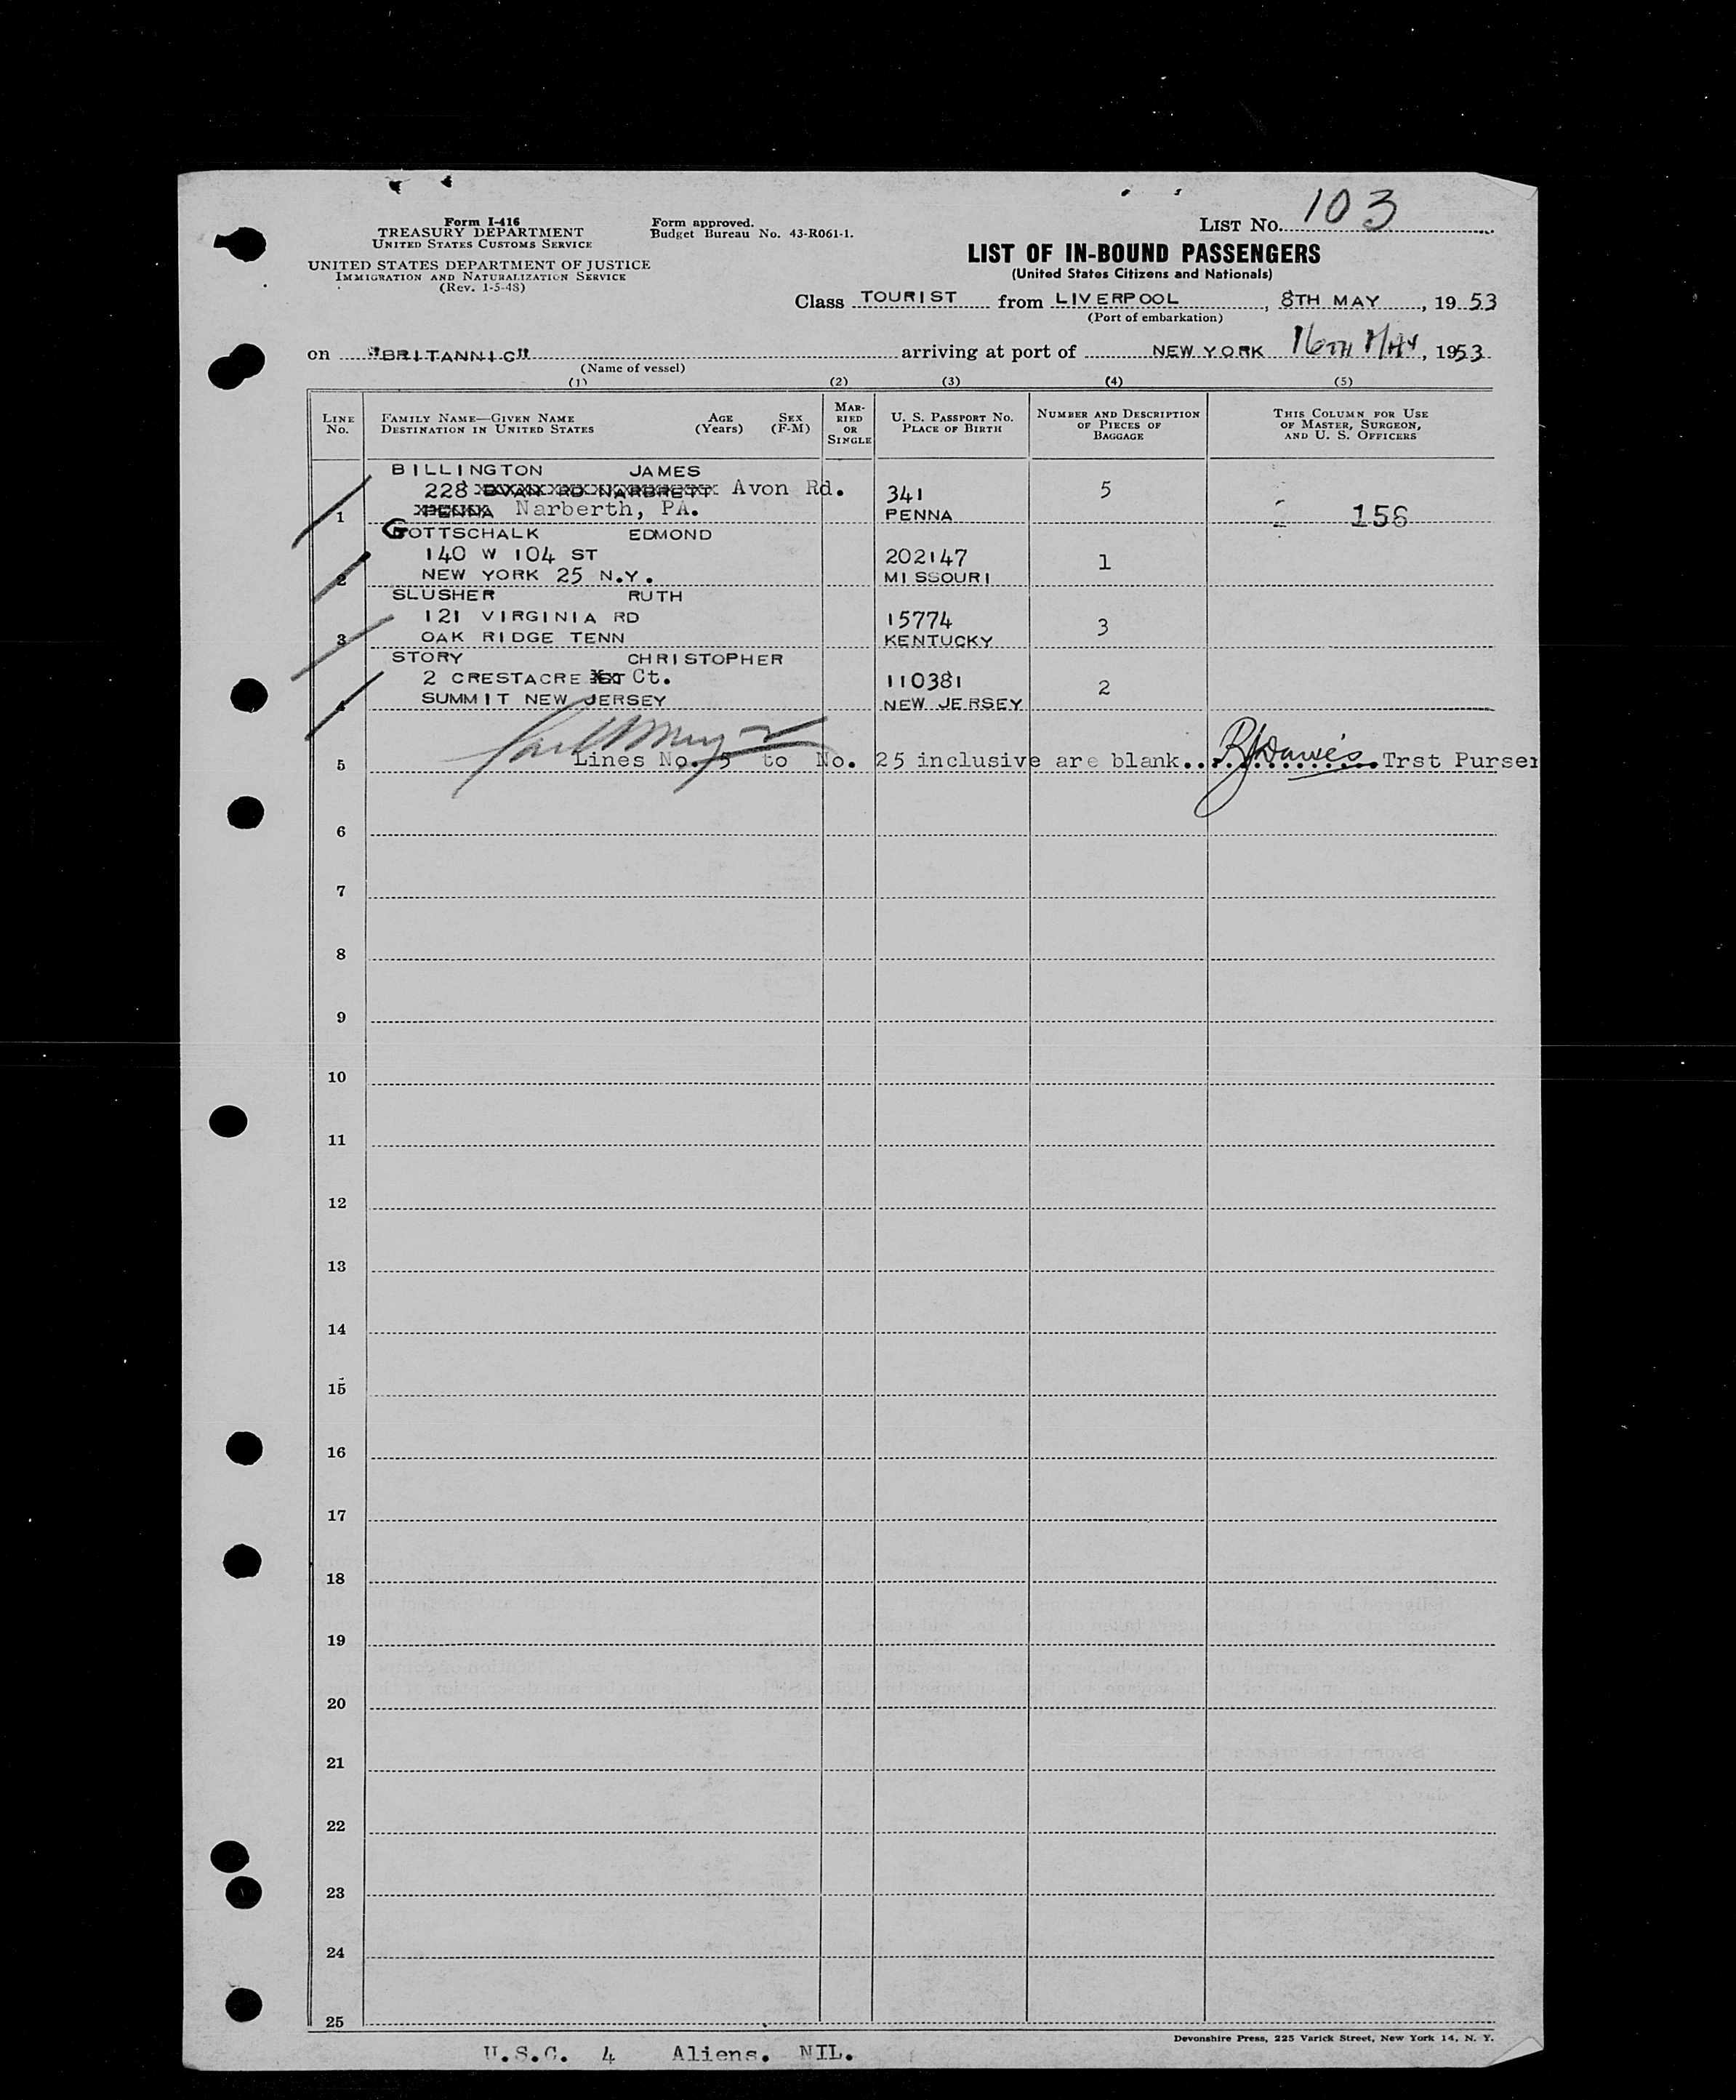 LIST NO. 103
Form I-416
TREASURY DEPARTMENT
UNITED STATES CUSTOMS SERVICE
UNITED STATES DEPARTMENT OF JUSTICE
IMMIGRATION AND NATURALIZATION SERVICE
(Rev. 1-5-48)
Form approved.
Budget Bureau No. 43-R061-1.
LIST OF IN-BOUND PASSENGERS
(United States Citizens and Nationals)
Class TOURIST from LIVERPOOL, 8TH MAY, 1953
(Port of embarkation)
on "BRITANNIC" arriving at port of NEW YORK 16TH MAY, 1953
(Name of vessel)
(1) (2) (3) (4) (5)
LINE No.
FAMILY NAME—GIVEN NAME AGE SEX
DESTINATION IN UNITED STATES (Years) (F-M)
MARRIED OR SINGLE
U. S. PASSPORT NO.
PLACE OF BIRTH
NUMBER AND DESCRIPTION
OF PIECES OF
BAGGAGE
THIS COLUMN FOR USE
OF MASTER, SURGEON,
AND U. S. OFFICERS
BILLINGTON JAMES
228 Avon Rd. 341 5
1 PENNA Narberth, PA. PENNA 156
GOTTSCHALK EDMOND
140 W 104 ST 202147 1
2 NEW YORK 25 N.Y. MISSOURI
SLUSHER RUTH
121 VIRGINIA RD 15774 3
3 OAK RIDGE TENN KENTUCKY
STORY CHRISTOPHER
2 CRESTACRE Ct. 110381 2
4 SUMMIT NEW JERSEY NEW JERSEY
5 Lines No. 5 to No. 25 inclusive are blank. Trst Purser
6
7
8
9
10
11
12
13
14
15
16
17
18
19
20
21
22
23
24
25
Devonshire Press, 225 Varick Street, New York 14, N. Y.
U.S.C. 4 Aliens. NIL.